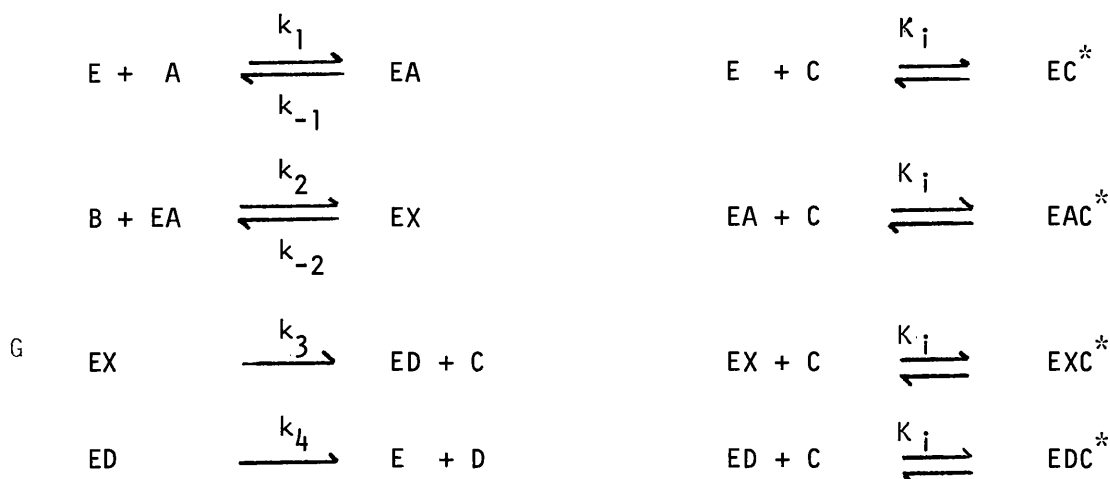 k₁ Kᵢ
E + A ⇌ EA E + C ⇌ EC*
k₋₁
k₂ Kᵢ
B + EA ⇌ EX EA + C ⇌ EAC*
k₋₂
k₃ Kᵢ
G EX → ED + C EX + C ⇌ EXC*
k₄ Kᵢ
ED → E + D ED + C ⇌ EDC*